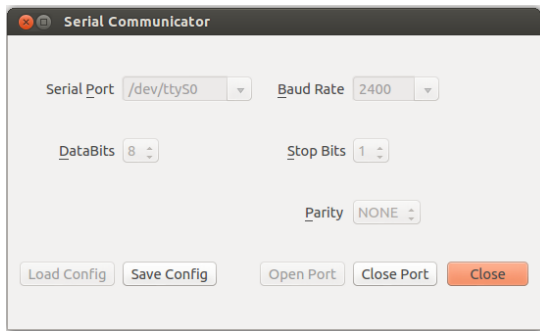 Serial Communicator
Serial Port /dev/ttyS0 Baud Rate 2400
DataBits 8 Stop Bits 1
Parity NONE
Load Config Save Config Open Port Close Port Close